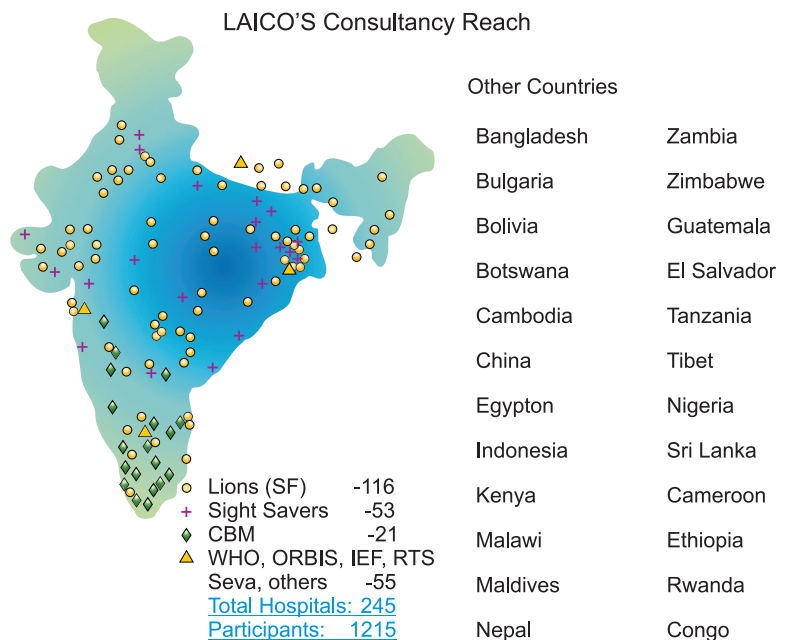 LAICO'S Consultancy Reach
Other Countries
Bangladesh Zambia
Bulgaria Zimbabwe
Bolivia Guatemala
Botswana El Salvador
Cambodia Tanzania
China Tibet
Egypton Nigeria
Indonesia Sri Lanka
Kenya Cameroon
Malawi Ethiopia
Maldives Rwanda
Nepal Congo
Lions (SF) -116
Sight Savers -53
CBM -21
WHO, ORBIS, IEF, RTS
Seva, others -55
Total Hospitals: 245
Participants: 1215